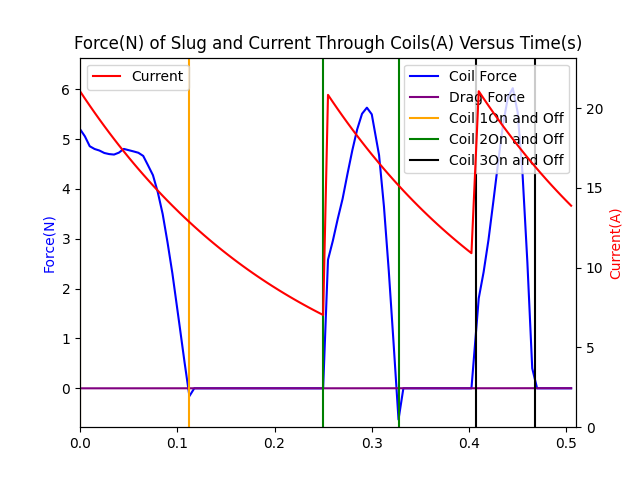 Force(N) of Slug and Current Through Coils(A) Versus Time(s)
Current
Coil Force
Drag Force
Coil 1On and Off
Coil 2On and Off
Coil 3On and Off
Force(N)
6
5
4
3
2
1
0
Current(A)
20
15
10
5
0
0.0 0.1 0.2 0.3 0.4 0.5